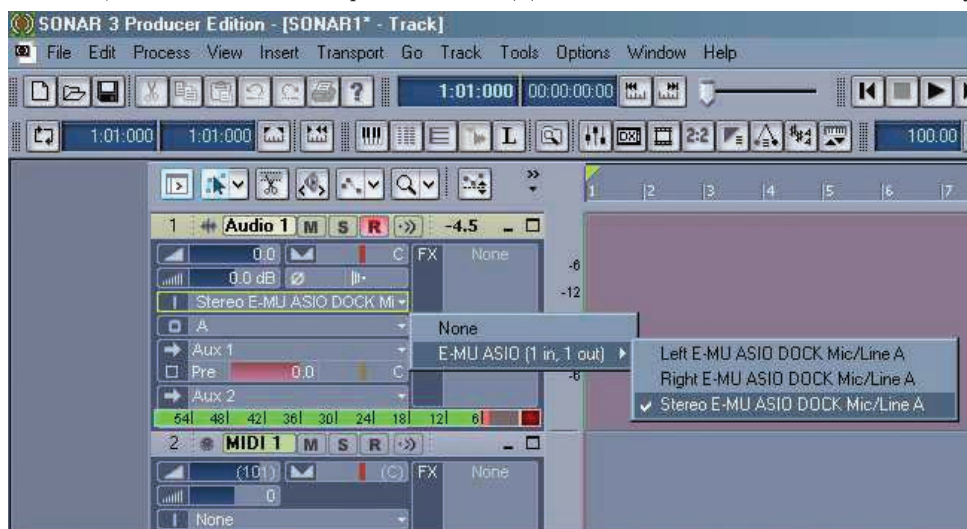 SONAR 3 Producer Edition - [SONAR1* - Track]
File Edit Process View Insert Transport Go Track Tools Options Window Help
1:01:000 00:00:00:00
1:01:000 1:01:000 L 2:2 100.00
1 2 3 4 5 6 7
1 Audio 1 M S R -4.5
0.0 C FX None
0.0 dB
Stereo E-MU ASIO DOCK Mi
A
Aux 1
Pre 0.0 C
Aux 2
54 48 42 36 30 24 18 12 6
-6
-12
-6
None
E-MU ASIO (1 in, 1 out)
Left E-MU ASIO DOCK Mic/Line A
Right E-MU ASIO DOCK Mic/Line A
Stereo E-MU ASIO DOCK Mic/Line A
2 MIDI 1 M S R
(101) (C) FX None
0
None